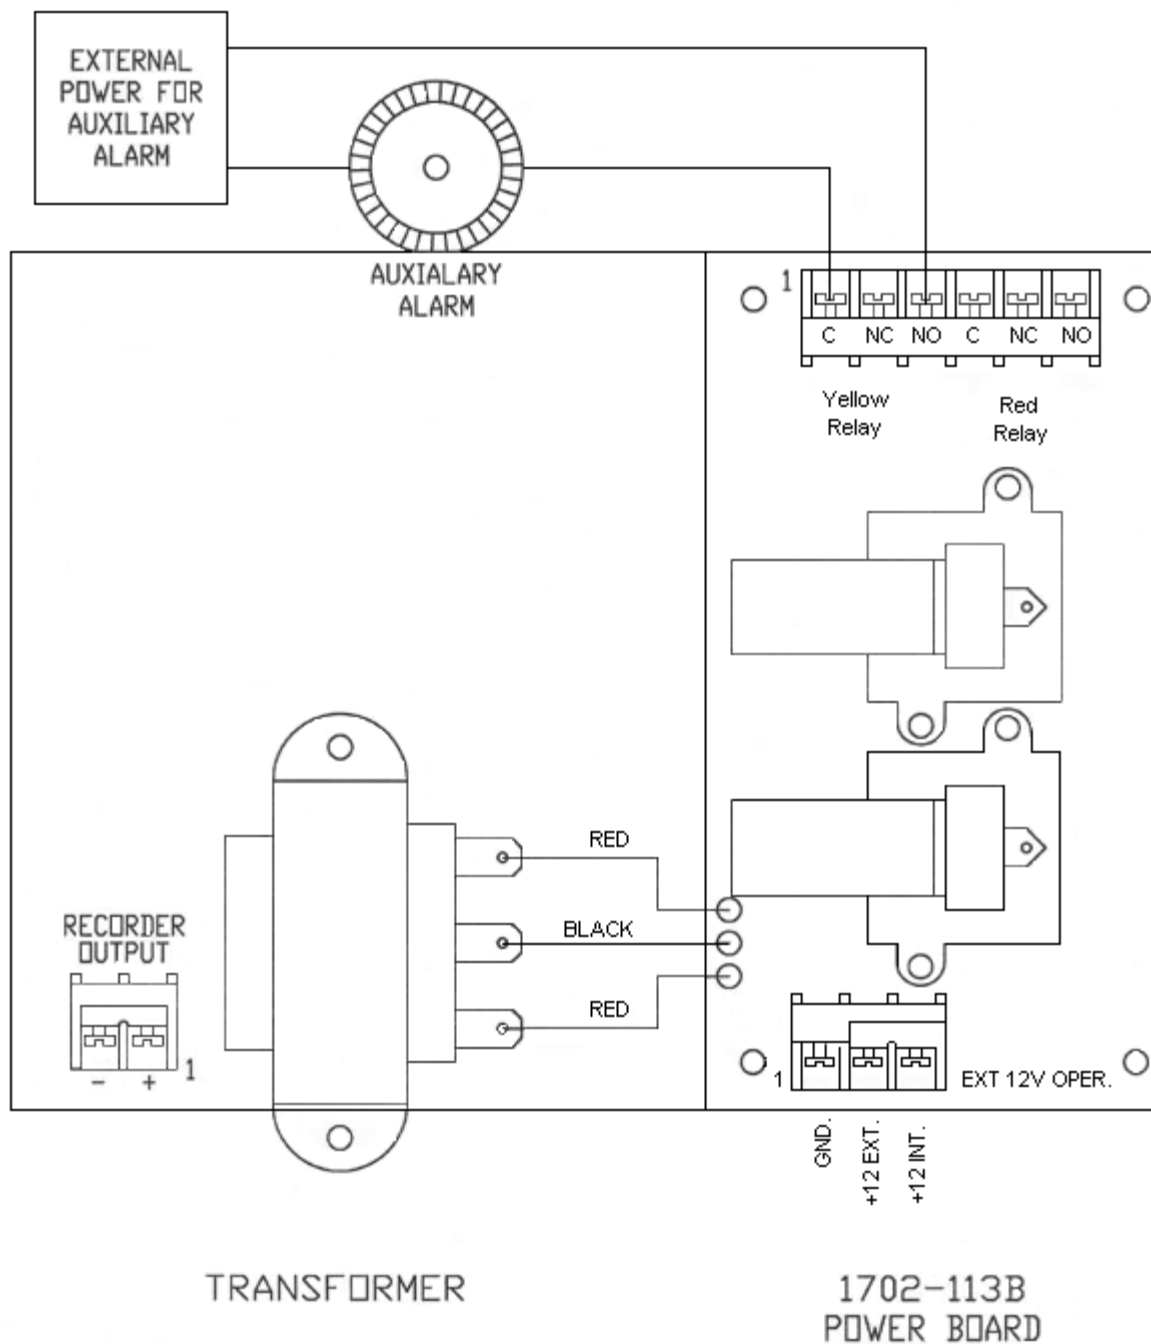 EXTERNAL
POWER FOR
AUXILIARY
ALARM
AUXIALARY
ALARM
1
C NC NO C NC NO
Yellow
Relay
Red
Relay
RED
BLACK
RED
RECORDER
OUTPUT
- + 1
1
EXT 12V OPER.
GND.
+12 EXT.
+12 INT.
TRANSFORMER
1702-113B
POWER BOARD